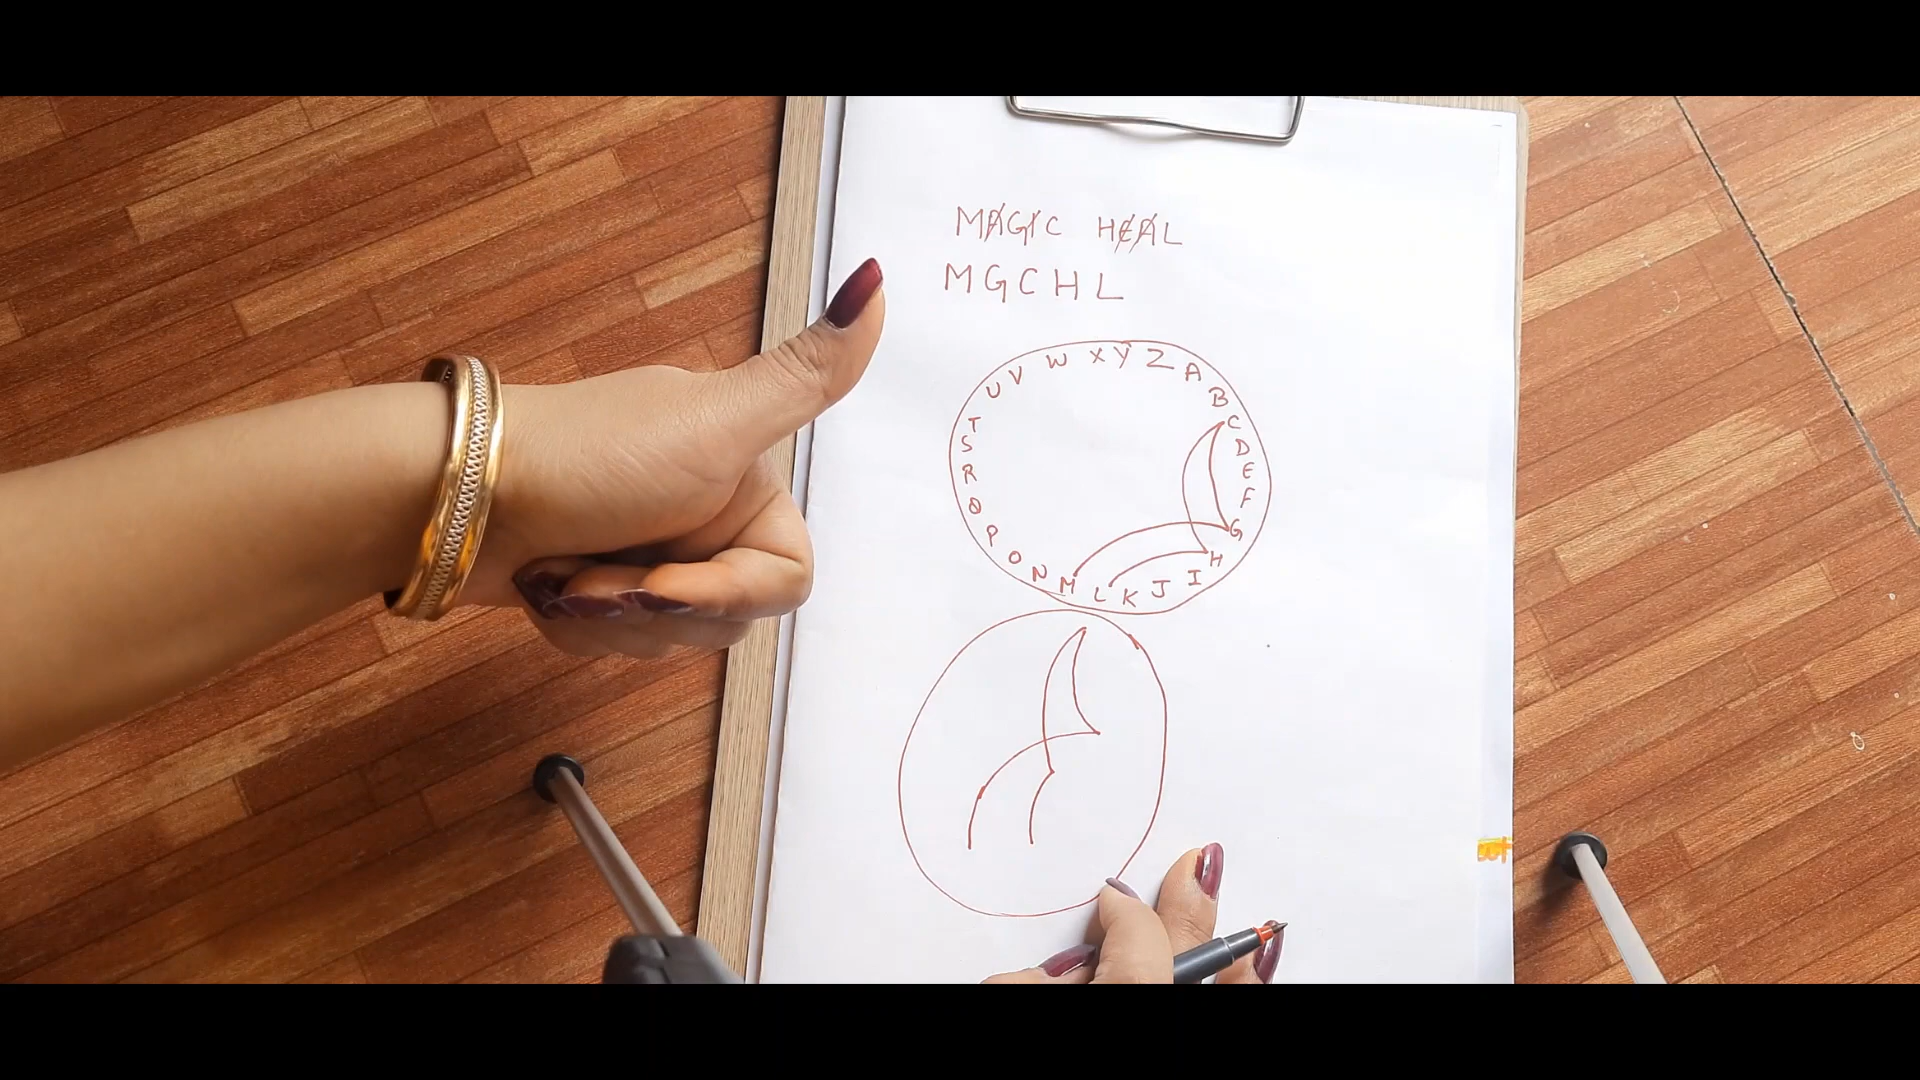 MAGIC HEAL
MGCHL
A B C D E F G H I J K L M N O P Q R S T U V W X Y Z